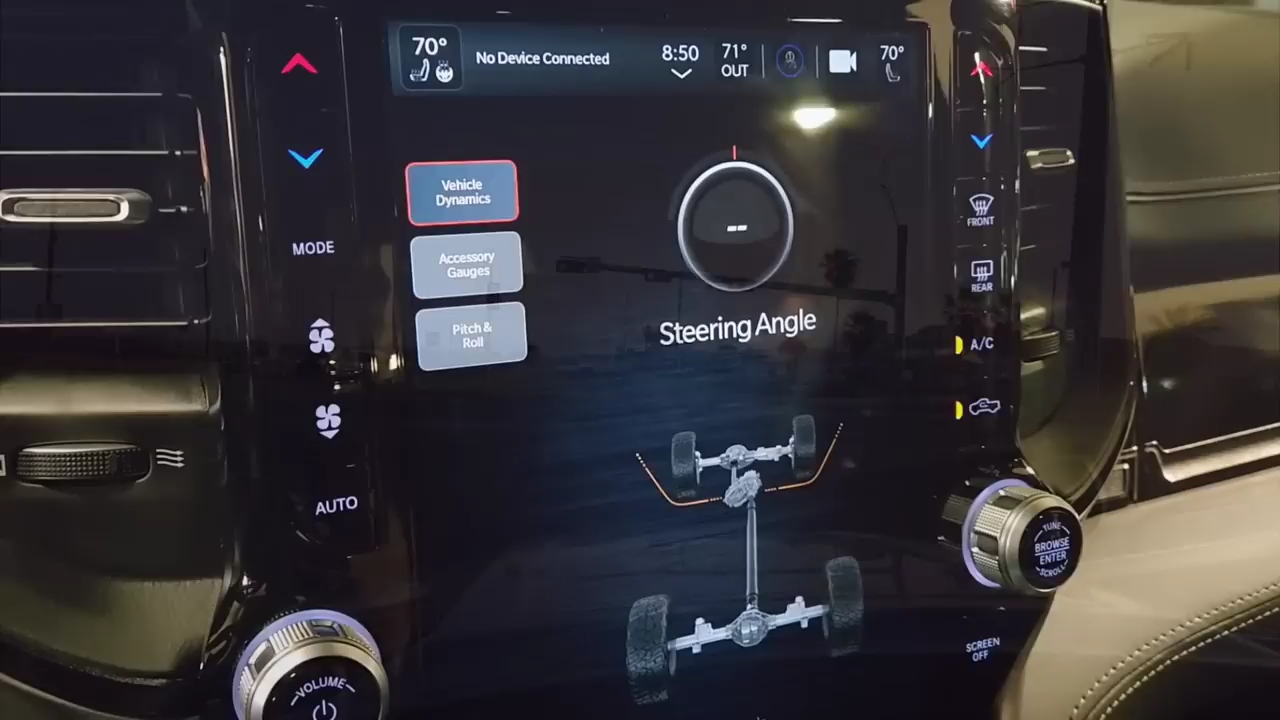 70°
No Device Connected
8:50
71°
OUT
70°
Vehicle
Dynamics
Accessory
Gauges
Pitch &
Roll
--
Steering Angle
MODE
AUTO
VOLUME
FRONT
REAR
A/C
TUNE
BROWSE
ENTER
SCROLL
SCREEN
OFF